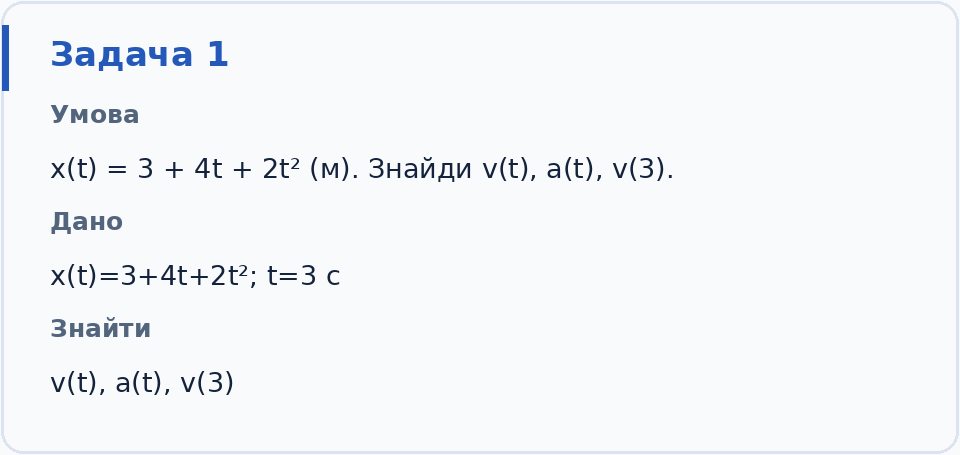 Задача 1
Умова
x(t) = 3 + 4t + 2t² (м). Знайди v(t), a(t), v(3).
Дано
x(t)=3+4t+2t²; t=3 с
Знайти
v(t), a(t), v(3)